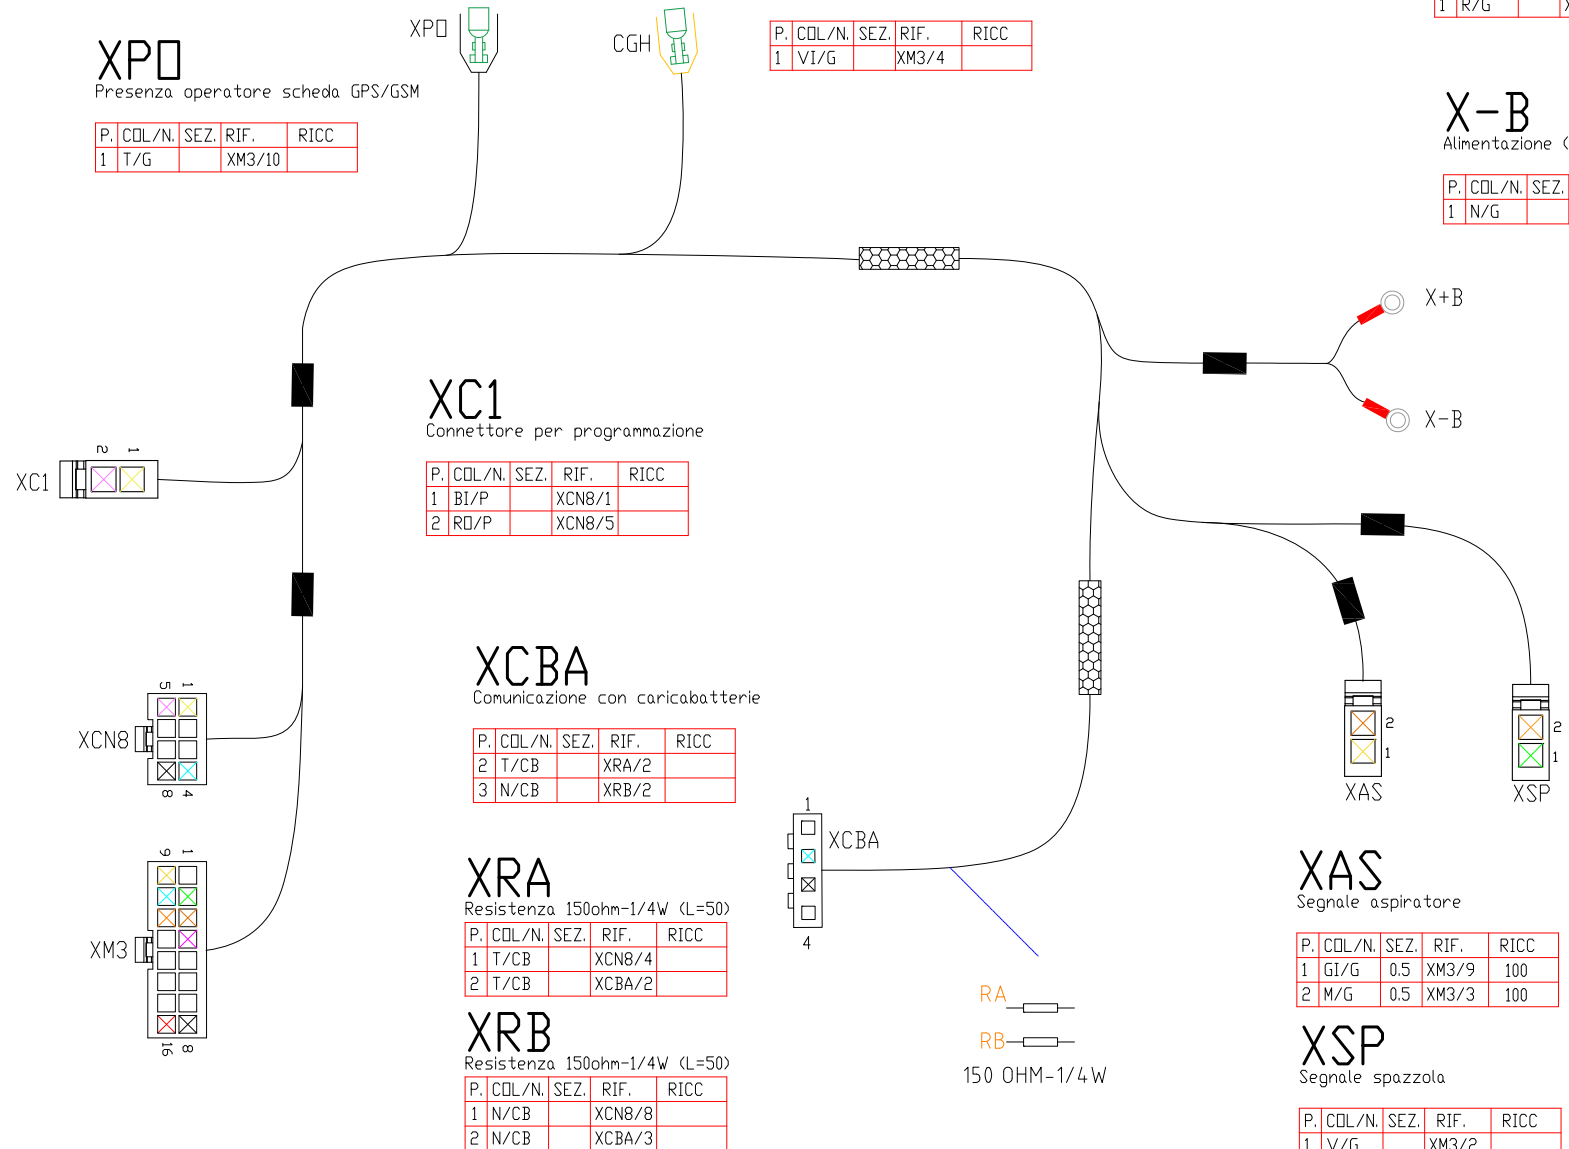 XPO
CGH
P. COL/N. SEZ. RIF. RICC
1 VI/G XM3/4
1 R/G
XPO
Presenza operatore scheda GPS/GSM
P. COL/N. SEZ. RIF. RICC
1 T/G XM3/10
X-B
Alimentazione (
P. COL/N. SEZ.
1 N/G
X+B
X-B
XC1
Connettore per programmazione
P. COL/N. SEZ. RIF. RICC
1 BI/P XCN8/1
2 RO/P XCN8/5
2 1
XC1
XCBA
Comunicazione con caricabatterie
P. COL/N. SEZ. RIF. RICC
2 T/CB XRA/2
3 N/CB XRB/2
5 1
XCN8
8 4
2
1
XAS
2
1
XSP
1
XCBA
4
9 1
XM3
16 8
XRA
Resistenza 150ohm-1/4W (L=50)
P. COL/N. SEZ. RIF. RICC
1 T/CB XCN8/4
2 T/CB XCBA/2
XRB
Resistenza 150ohm-1/4W (L=50)
P. COL/N. SEZ. RIF. RICC
1 N/CB XCN8/8
2 N/CB XCBA/3
RA
RB
150 OHM-1/4W
XAS
Segnale aspiratore
P. COL/N. SEZ. RIF. RICC
1 GI/G 0.5 XM3/9 100
2 M/G 0.5 XM3/3 100
XSP
Segnale spazzola
P. COL/N. SEZ. RIF. RICC
1 V/G XM3/2